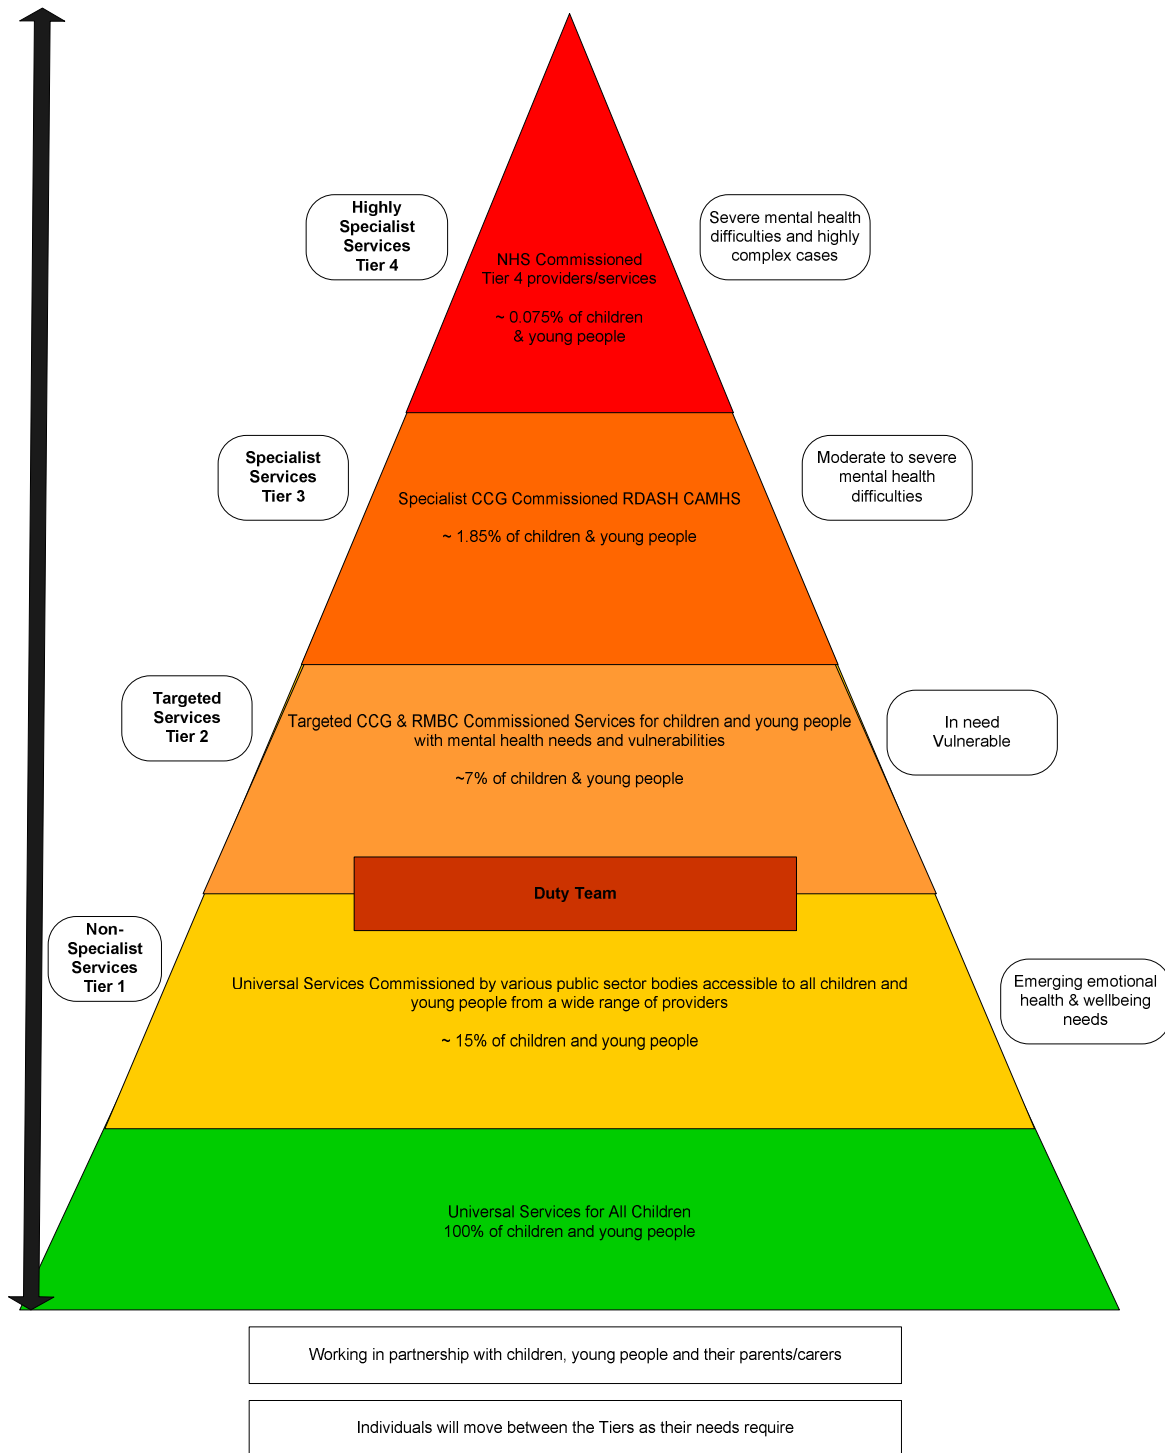 Highly
Specialist
Services
Tier 4
Severe mental health
difficulties and highly
complex cases
NHS Commissioned
Tier 4 providers/services
~ 0.075% of children
& young people
Specialist
Services
Tier 3
Moderate to severe
mental health
difficulties
Specialist CCG Commissioned RDASH CAMHS
~ 1.85% of children & young people
Targeted
Services
Tier 2
In need
Vulnerable
Targeted CCG & RMBC Commissioned Services for children and young people
with mental health needs and vulnerabilities
~7% of children & young people
Duty Team
Non-
Specialist
Services
Tier 1
Emerging emotional
health & wellbeing
needs
Universal Services Commissioned by various public sector bodies accessible to all children and
young people from a wide range of providers
~ 15% of children and young people
Universal Services for All Children
100% of children and young people
Working in partnership with children, young people and their parents/carers
Individuals will move between the Tiers as their needs require